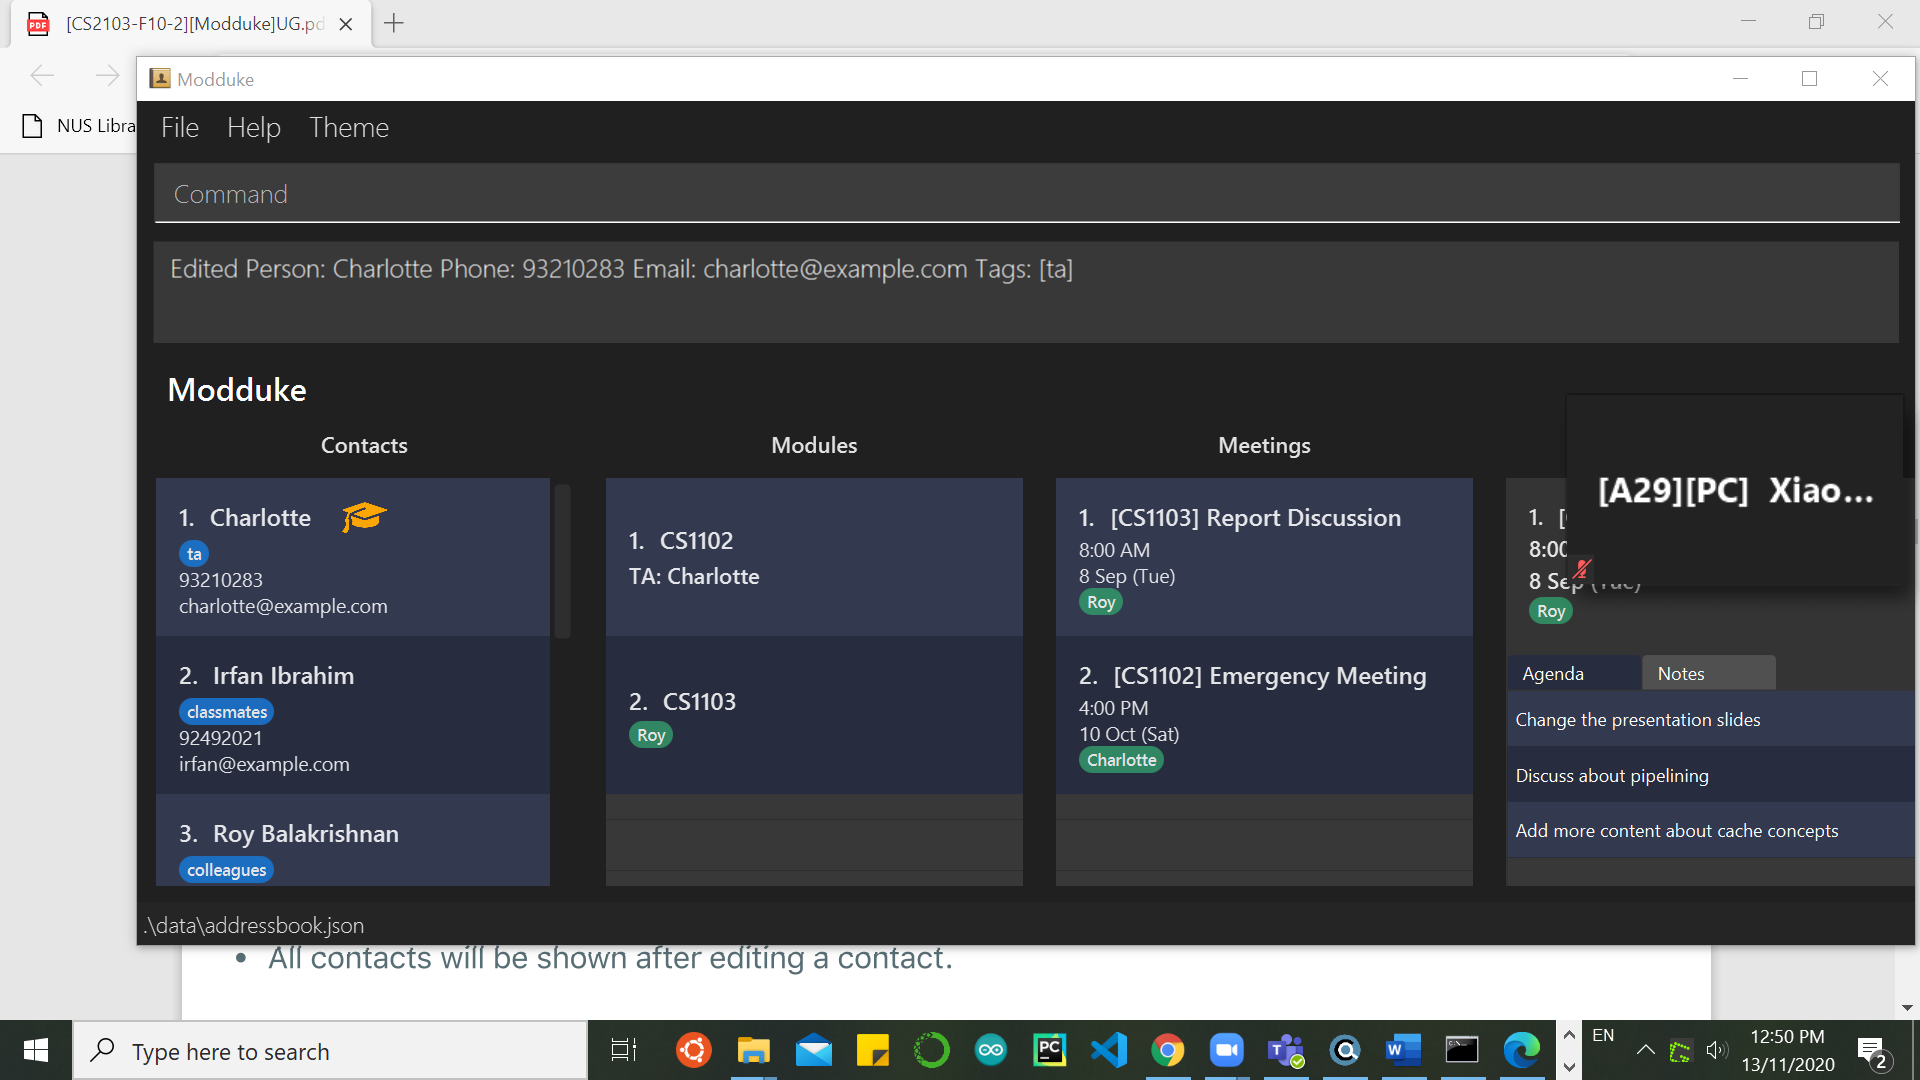 [CS2103-F10-2][Modduke]UG.pd
NUS Libra
Modduke
File Help Theme
Command
Edited Person: Charlotte Phone: 93210283 Email: charlotte@example.com Tags: [ta]
Modduke
Contacts
1. Charlotte
ta
93210283
charlotte@example.com
2. Irfan Ibrahim
classmates
92492021
irfan@example.com
3. Roy Balakrishnan
colleagues
Modules
1. CS1102
TA: Charlotte
2. CS1103
Roy
Meetings
1. [CS1103] Report Discussion
8:00 AM
8 Sep (Tue)
Roy
2. [CS1102] Emergency Meeting
4:00 PM
10 Oct (Sat)
Charlotte
[A29][PC] Xiao...
1. [
8:00
8 Sep (Tue)
Roy
Agenda Notes
Change the presentation slides
Discuss about pipelining
Add more content about cache concepts
.\data\addressbook.json
• All contacts will be shown after editing a contact.
Type here to search
EN
12:50 PM
13/11/2020
2